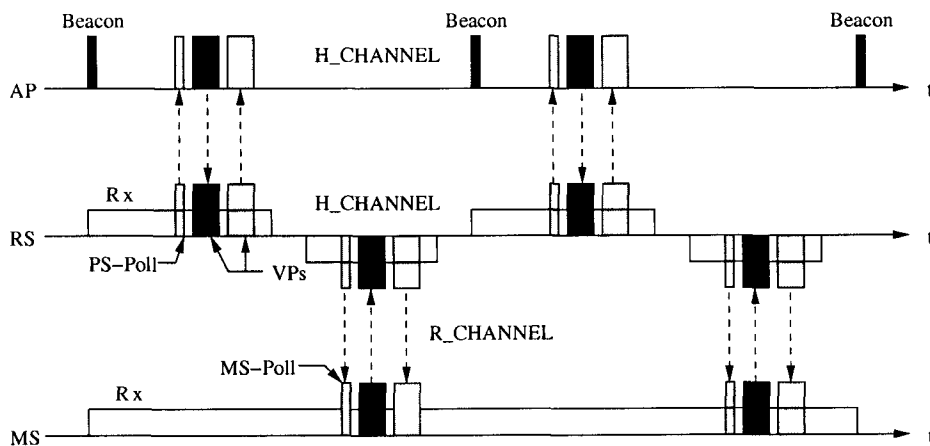 Beacon
Beacon
Beacon
H_CHANNEL
AP
t
Rx
H_CHANNEL
RS
t
PS-Poll
VPs
R_CHANNEL
MS-Poll
Rx
MS
t